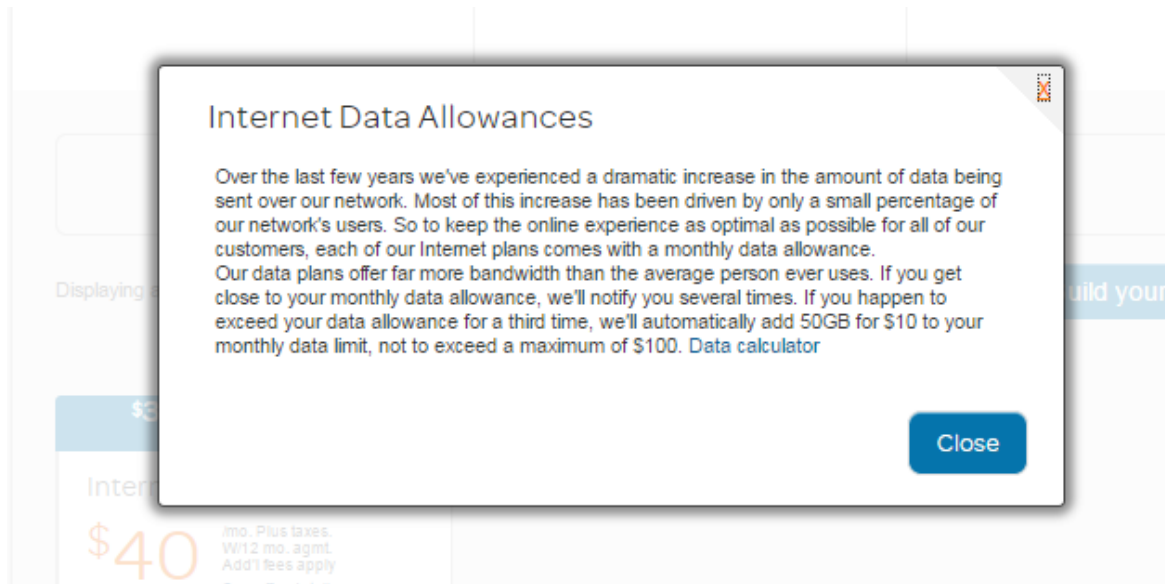 Internet Data Allowances
x
Over the last few years we've experienced a dramatic increase in the amount of data being
sent over our network. Most of this increase has been driven by only a small percentage of
our network's users. So to keep the online experience as optimal as possible for all of our
customers, each of our Internet plans comes with a monthly data allowance.
Our data plans offer far more bandwidth than the average person ever uses. If you get
close to your monthly data allowance, we'll notify you several times. If you happen to
exceed your data allowance for a third time, we'll automatically add 50GB for $10 to your
monthly data limit, not to exceed a maximum of $100. Data calculator
Close
Displaying
uild your
$3
Intern
$40
/mo. Plus taxes.
W/12 mo. agmt.
Add'l fees apply